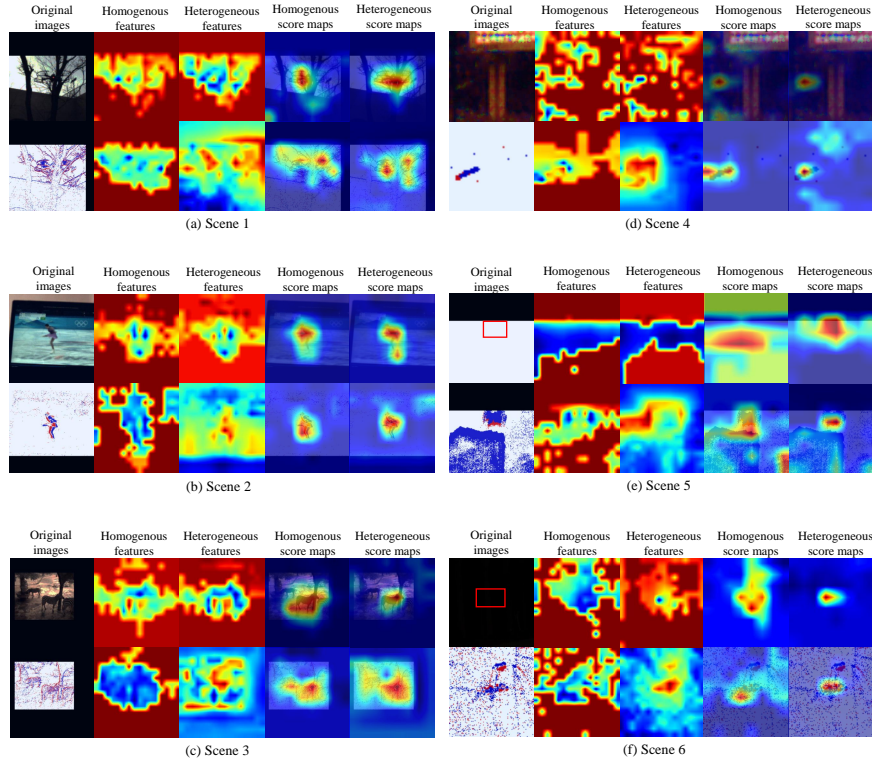 Original Homogenous Heterogeneous Homogenous Heterogeneous
images features features score maps score maps
(a) Scene 1
Original Homogenous Heterogeneous Homogenous Heterogeneous
images features features score maps score maps
(d) Scene 4
Original Homogenous Heterogeneous Homogenous Heterogeneous
images features features score maps score maps
(b) Scene 2
Original Homogenous Heterogeneous Homogenous Heterogeneous
images features features score maps score maps
(e) Scene 5
Original Homogenous Heterogeneous Homogenous Heterogeneous
images features features score maps score maps
(c) Scene 3
Original Homogenous Heterogeneous Homogenous Heterogeneous
images features features score maps score maps
(f) Scene 6